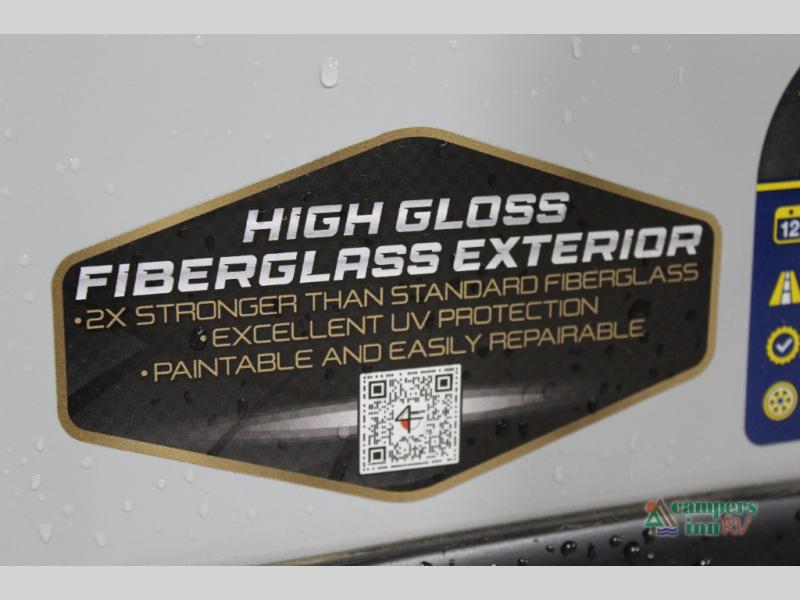 HIGH GLOSS
FIBERGLASS EXTERIOR
•2X STRONGER THAN STANDARD FIBERGLASS
•EXCELLENT UV PROTECTION
•PAINTABLE AND EASILY REPAIRABLE
12
campers
inn RV